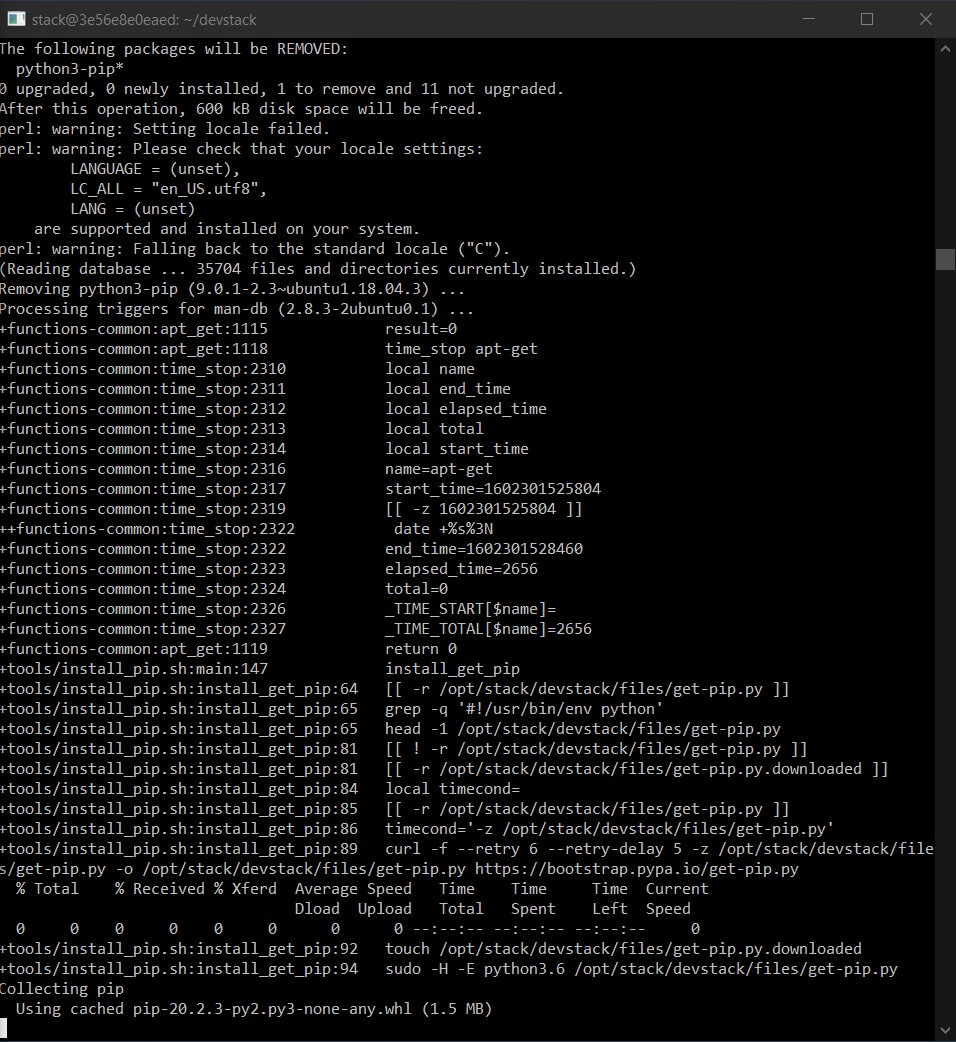 stack@3e56e8e0eaed: ~/devstack
The following packages will be REMOVED:
  python3-pip*
0 upgraded, 0 newly installed, 1 to remove and 11 not upgraded.
After this operation, 600 kB disk space will be freed.
perl: warning: Setting locale failed.
perl: warning: Please check that your locale settings:
        LANGUAGE = (unset),
        LC_ALL = "en_US.utf8",
        LANG = (unset)
    are supported and installed on your system.
perl: warning: Falling back to the standard locale ("C").
(Reading database ... 35704 files and directories currently installed.)
Removing python3-pip (9.0.1-2.3~ubuntu1.18.04.3) ...
Processing triggers for man-db (2.8.3-2ubuntu0.1) ...
+functions-common:apt_get:1115             result=0
+functions-common:apt_get:1118             time_stop apt-get
+functions-common:time_stop:2310           local name
+functions-common:time_stop:2311           local end_time
+functions-common:time_stop:2312           local elapsed_time
+functions-common:time_stop:2313           local total
+functions-common:time_stop:2314           local start_time
+functions-common:time_stop:2316           name=apt-get
+functions-common:time_stop:2317           start_time=1602301525804
+functions-common:time_stop:2319           [[ -z 1602301525804 ]]
++functions-common:time_stop:2322           date +%s%3N
+functions-common:time_stop:2322           end_time=1602301528460
+functions-common:time_stop:2323           elapsed_time=2656
+functions-common:time_stop:2324           total=0
+functions-common:time_stop:2326           _TIME_START[$name]=
+functions-common:time_stop:2327           _TIME_TOTAL[$name]=2656
+functions-common:apt_get:1119             return 0
+tools/install_pip.sh:main:147             install_get_pip
+tools/install_pip.sh:install_get_pip:64   [[ -r /opt/stack/devstack/files/get-pip.py ]]
+tools/install_pip.sh:install_get_pip:65   grep -q '#!/usr/bin/env python'
+tools/install_pip.sh:install_get_pip:65   head -1 /opt/stack/devstack/files/get-pip.py
+tools/install_pip.sh:install_get_pip:81   [[ ! -r /opt/stack/devstack/files/get-pip.py ]]
+tools/install_pip.sh:install_get_pip:81   [[ -r /opt/stack/devstack/files/get-pip.py.downloaded ]]
+tools/install_pip.sh:install_get_pip:84   local timecond=
+tools/install_pip.sh:install_get_pip:85   [[ -r /opt/stack/devstack/files/get-pip.py ]]
+tools/install_pip.sh:install_get_pip:86   timecond='-z /opt/stack/devstack/files/get-pip.py'
+tools/install_pip.sh:install_get_pip:89   curl -f --retry 6 --retry-delay 5 -z /opt/stack/devstack/file
s/get-pip.py -o /opt/stack/devstack/files/get-pip.py https://bootstrap.pypa.io/get-pip.py
  % Total    % Received % Xferd  Average Speed   Time    Time     Time  Current
                                 Dload  Upload   Total   Spent    Left  Speed
  0     0    0     0    0     0      0      0 --:--:-- --:--:-- --:--:--     0
+tools/install_pip.sh:install_get_pip:92   touch /opt/stack/devstack/files/get-pip.py.downloaded
+tools/install_pip.sh:install_get_pip:94   sudo -H -E python3.6 /opt/stack/devstack/files/get-pip.py
Collecting pip
  Using cached pip-20.2.3-py2.py3-none-any.whl (1.5 MB)